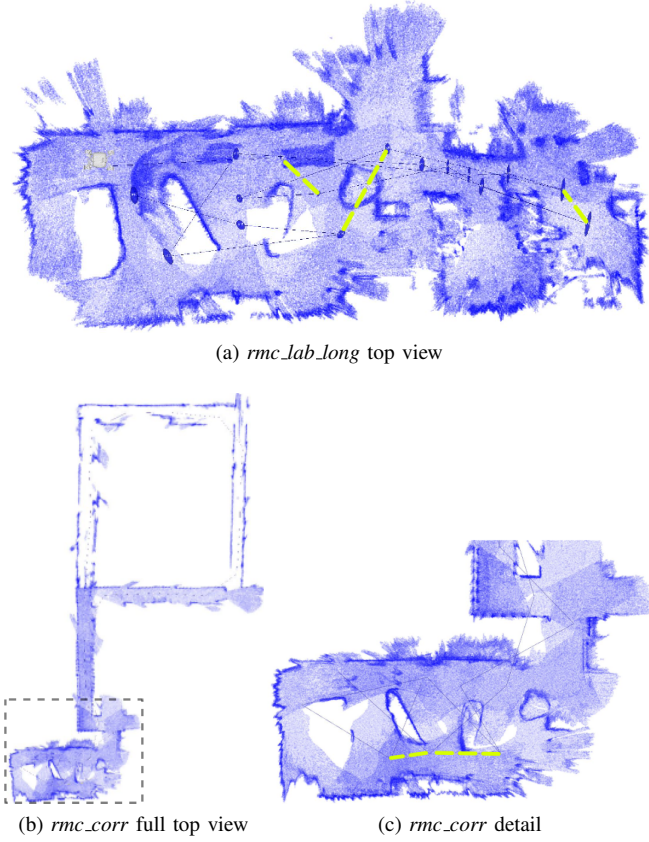 (a) rmc_lab_long top view
(b) rmc_corr full top view
(c) rmc_corr detail